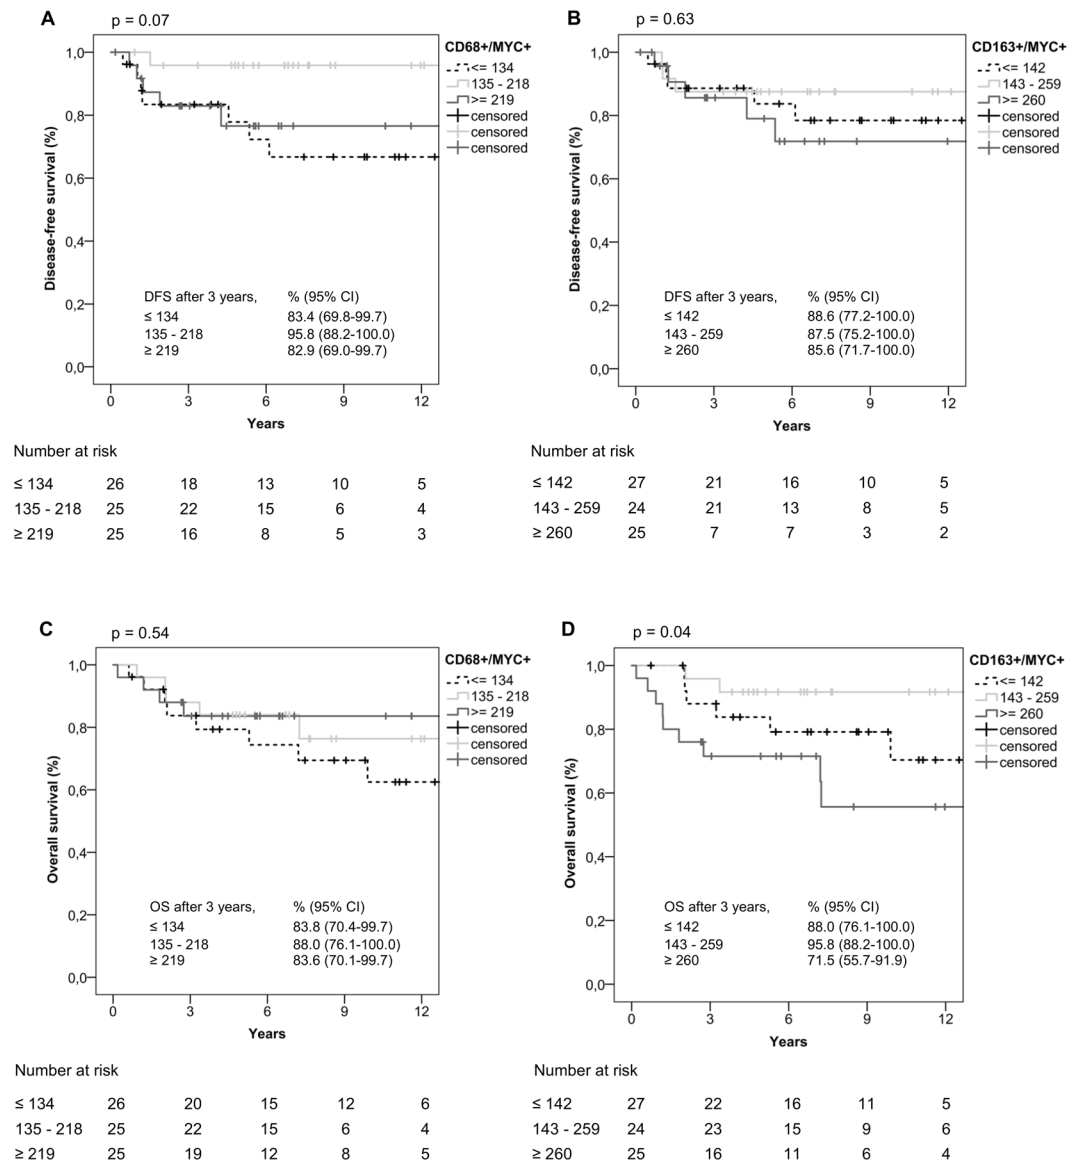 A
p = 0.07
CD68+/MYC+
<= 134
135 - 218
>= 219
censored
censored
censored
1,0
0,8
0,6
0,4
0,2
0,0
Disease-free survival (%)
DFS after 3 years, % (95% CI)
≤ 134 83.4 (69.8-99.7)
135 - 218 95.8 (88.2-100.0)
≥ 219 82.9 (69.0-99.7)
0 3 6 9 12
Years
Number at risk
≤ 134 26 18 13 10 5
135 - 218 25 22 15 6 4
≥ 219 25 16 8 5 3
B
p = 0.63
CD163+/MYC+
<= 142
143 - 259
>= 260
censored
censored
censored
1,0
0,8
0,6
0,4
0,2
0,0
Disease-free survival (%)
DFS after 3 years, % (95% CI)
≤ 142 88.6 (77.2-100.0)
143 - 259 87.5 (75.2-100.0)
≥ 260 85.6 (71.7-100.0)
0 3 6 9 12
Years
Number at risk
≤ 142 27 21 16 10 5
143 - 259 24 21 13 8 5
≥ 260 25 7 7 3 2
C
p = 0.54
CD68+/MYC+
<= 134
135 - 218
>= 219
censored
censored
censored
1,0
0,8
0,6
0,4
0,2
0,0
Overall survival (%)
OS after 3 years, % (95% CI)
≤ 134 83.8 (70.4-99.7)
135 - 218 88.0 (76.1-100.0)
≥ 219 83.6 (70.1-99.7)
0 3 6 9 12
Years
Number at risk
≤ 134 26 20 15 12 6
135 - 218 25 22 15 6 4
≥ 219 25 19 12 8 5
D
p = 0.04
CD163+/MYC+
<= 142
143 - 259
>= 260
censored
censored
censored
1,0
0,8
0,6
0,4
0,2
0,0
Overall survival (%)
OS after 3 years, % (95% CI)
≤ 142 88.0 (76.1-100.0)
143 - 259 95.8 (88.2-100.0)
≥ 260 71.5 (55.7-91.9)
0 3 6 9 12
Years
Number at risk
≤ 142 27 22 16 11 5
143 - 259 24 23 15 9 6
≥ 260 25 16 11 6 4